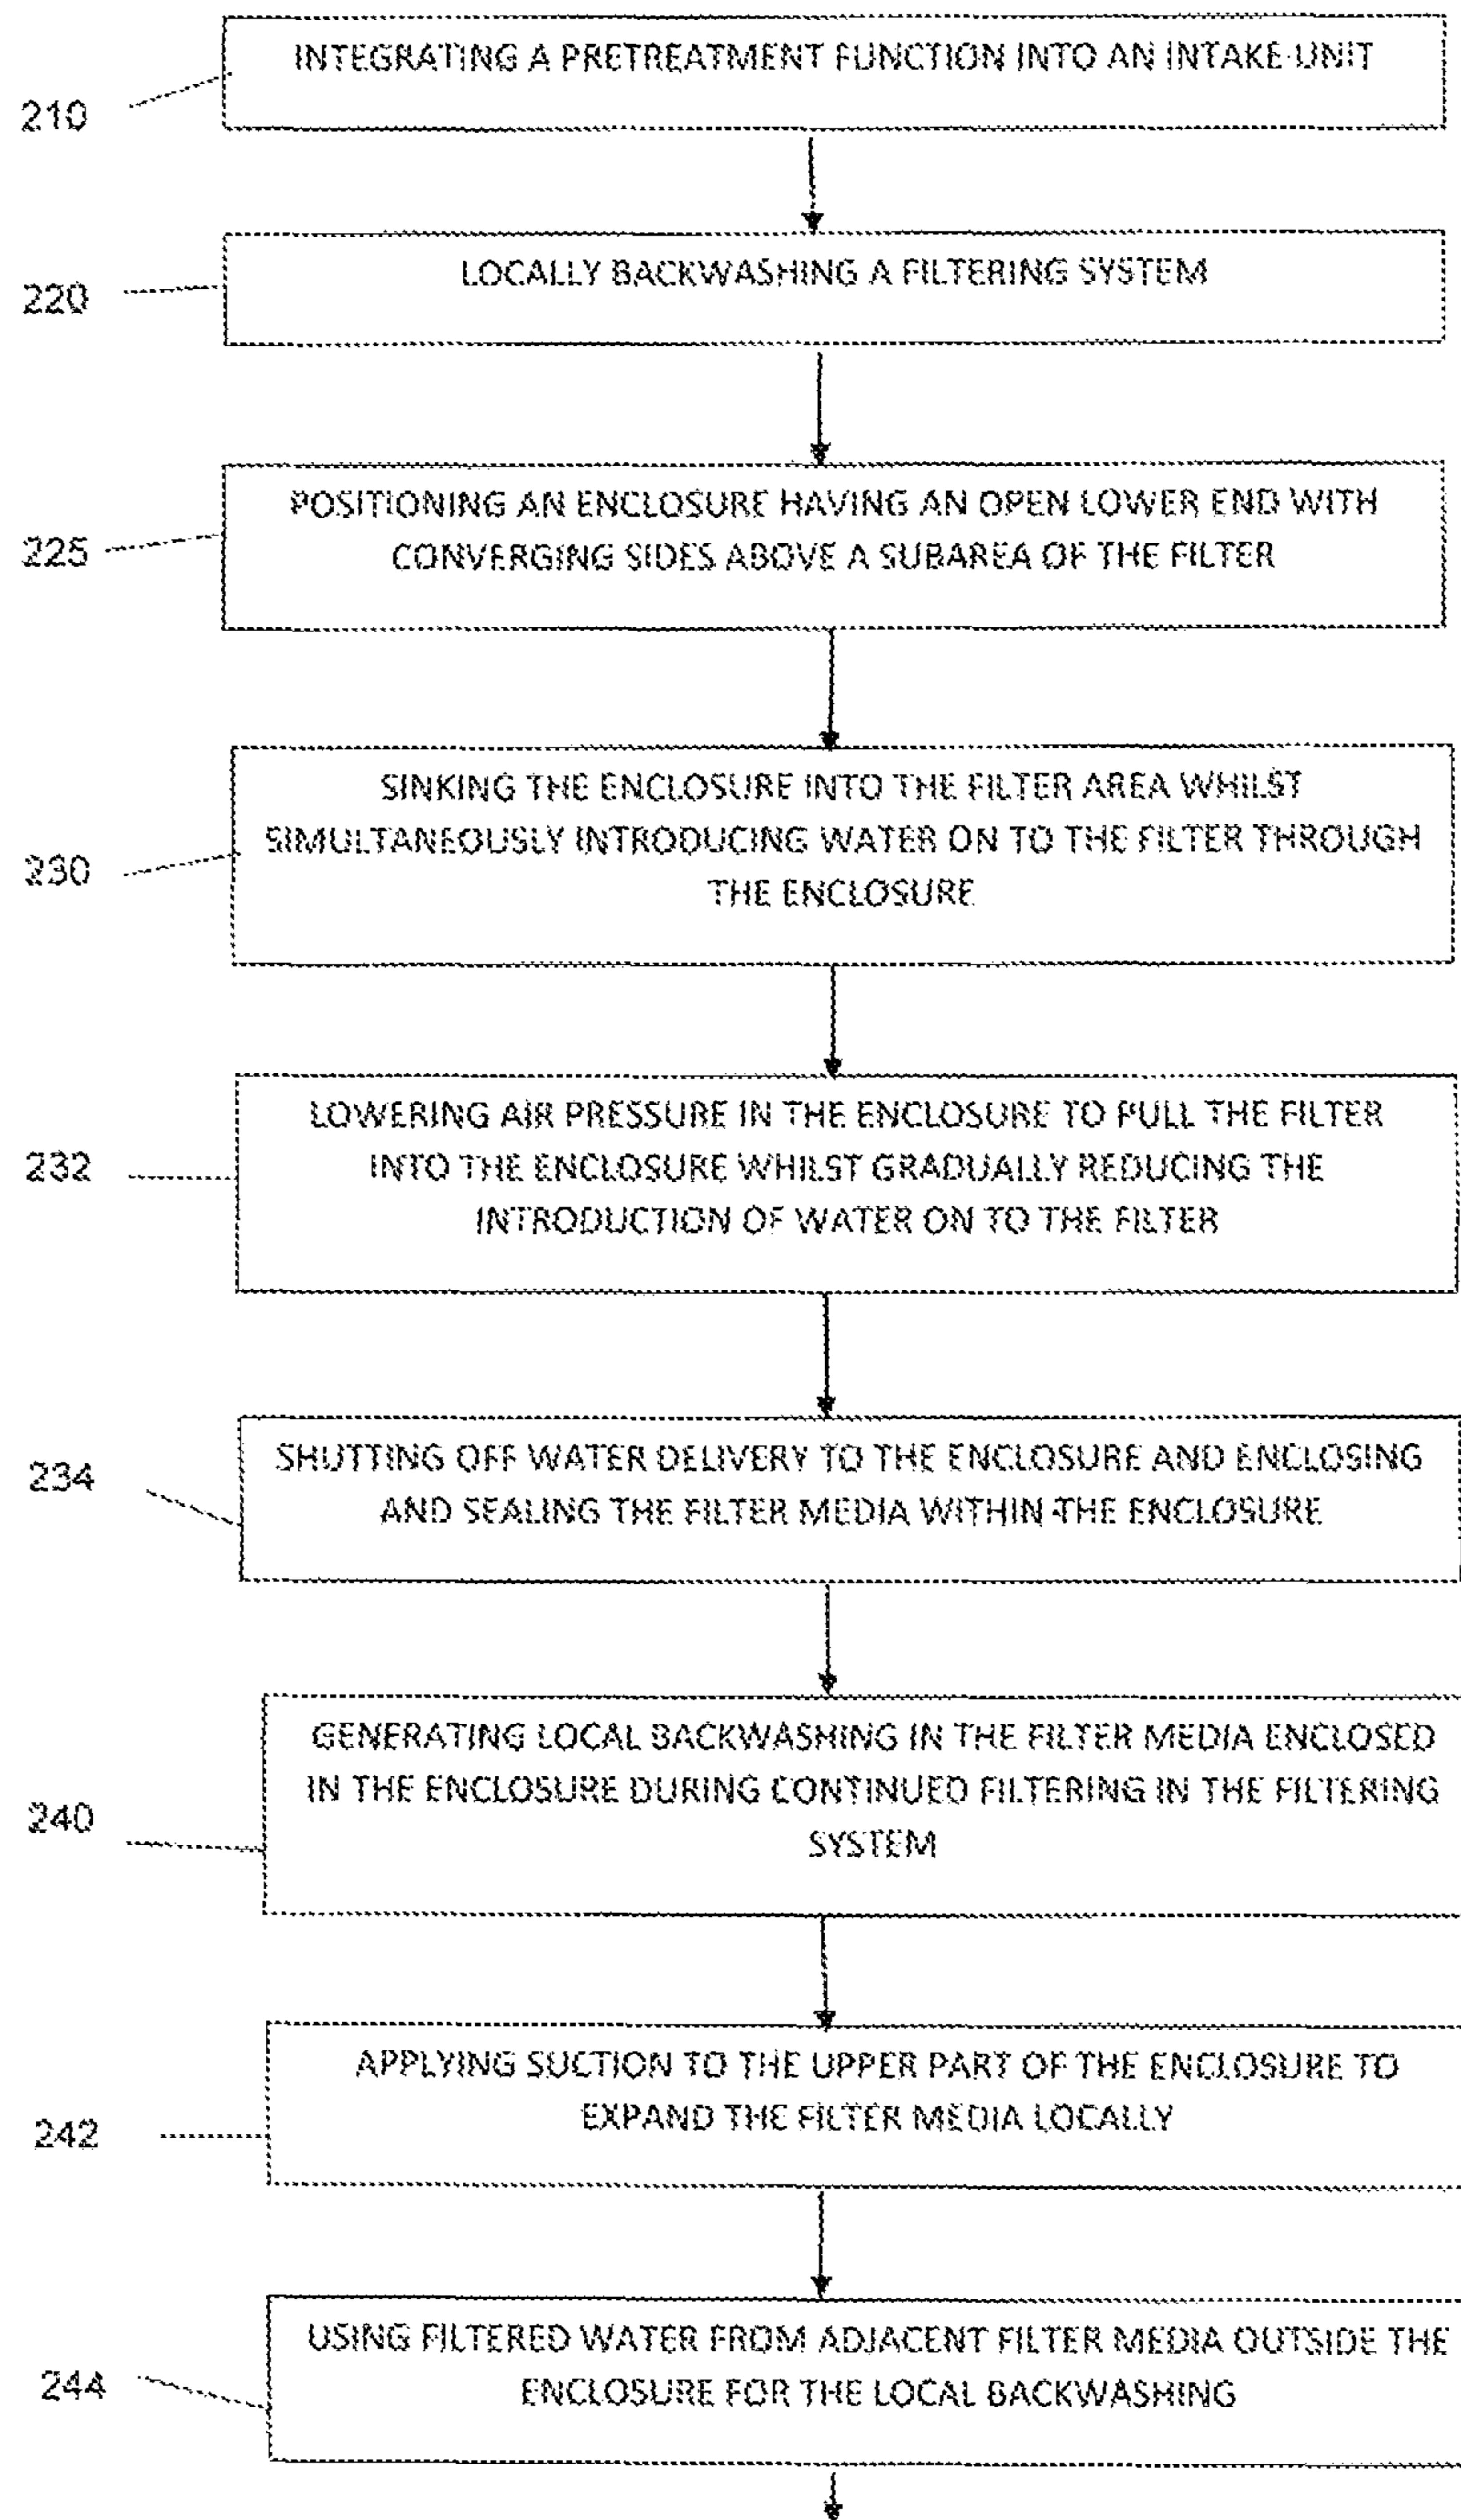 INTEGRATING A PRETREATMENT FUNCTION INTO AN INTAKE-UNIT
210
LOCALLY BACKWASHING A FILTERING SYSTEM
220
POSITIONING AN ENCLOSURE HAVING AN OPEN LOWER END WITH
CONVERGING SIDES ABOVE A SUBAREA OF THE FILTER
225
SINKING THE ENCLOSURE INTO THE FILTER AREA WHILST
SIMULTANEOUSLY INTRODUCING WATER ON TO THE FILTER THROUGH
THE ENCLOSURE
230
LOWERING AIR PRESSURE IN THE ENCLOSURE TO PULL THE FILTER
INTO THE ENCLOSURE WHILST GRADUALLY REDUCING THE
INTRODUCTION OF WATER ON TO THE FILTER
232
SHUTTING OFF WATER DELIVERY TO THE ENCLOSURE AND ENCLOSING
AND SEALING THE FILTER MEDIA WITHIN THE ENCLOSURE
234
GENERATING LOCAL BACKWASHING IN THE FILTER MEDIA ENCLOSED
IN THE ENCLOSURE DURING CONTINUED FILTERING IN THE FILTERING
SYSTEM
240
APPLYING SUCTION TO THE UPPER PART OF THE ENCLOSURE TO
EXPAND THE FILTER MEDIA LOCALLY
242
USING FILTERED WATER FROM ADJACENT FILTER MEDIA OUTSIDE THE
ENCLOSURE FOR THE LOCAL BACKWASHING
244